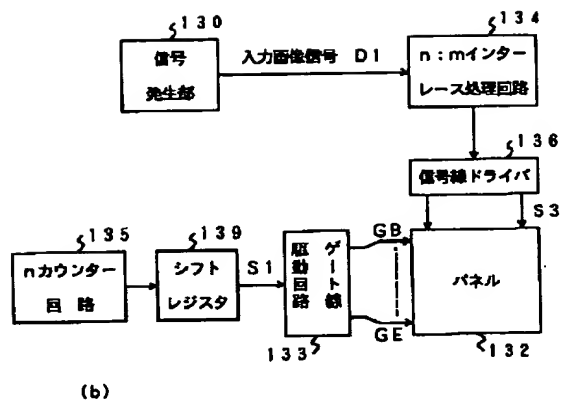 130
信号
発生部
入力画像信号 D1
134
n:mインター
レース処理回路
136
信号線ドライバ
S3
135
nカウンター
回 路
139
シフト
レジスタ
S1
ゲート線
駆動回路
133
GB
GE
パネル
132
(b)